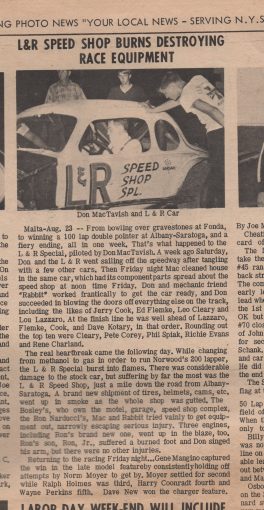 NG PHOTO NEWS "YOUR LOCAL NEWS - SERVING N.Y.S
L&R SPEED SHOP BURNS DESTROYING
RACE EQUIPMENT
L&R
SPEED
SHOP
SPL.
Don MacTavish and L & R Car
Malta-Aug. 23 -- From bowling over gravestones at Fonda,
to winning a 100 lap double pointer at Albany-Saratoga, and a
fiery ending, all in one week, That's what happened to the
L & R Special, piloted by Don MacTavish. A week ago Saturday,
Don and the L & R went sailing off the speedway after tangling
with a few other cars, Then Friday night Mac cleaned house
in the same car, which had its component parts spread about the
speed shop at noon time Friday. Don and mechanic friend
"Rabbit" worked frantically to get the car ready, and Don
succeeded in blowing the doors off everything else on the track,
including the likes of Jerry Cook, Ed Flemke, Leo Cleary and
Lou Lazzaro. At the finish line he was well ahead of Lazzaro,
Flemke, Cook, and Dave Kotary, in that order. Rounding out
the top ten were Cleary, Pete Corey, Phil Spiak, Richie Evans
and Rene Charland.
The real heartbreak came the following day. While changing
from methanol to gas in order to run Norwood's 200 lapper,
the L & R Special burst into flames. There was considerable
damage to the stock car, but suffering by far the most was the
L & R Speed Shop, just a mile down the road from Albany-
Saratoga. A brand new shipment of tires, helmets, cams, etc.,
went up in smoke as the whole shop was gutted. The
Bosley's, who own the model, garage, speed shop complex,
the Ron Narducci's, Mac and Rabbit tried vainly to get equip-
ment out, narrowly escaping serious injury. Three engines,
including Ron's brand new one, went up in the blaze, too,
Ron's son, Ron, Jr., suffered a burned foot and Don singed
his arm, but there were no other injuries.
Returning to the racing Friday night...Gene Mangino captured
the win in the late model features consistently holding off
attempts by Norm Moyer to get by, Moyer settled for second
while Ralph Holmes was third, Harry Coonradt fourth and
Wayne Perkins fifth. Dave New won the charger feature.
LABOR DAY WEEK-END WILL INCLUDE